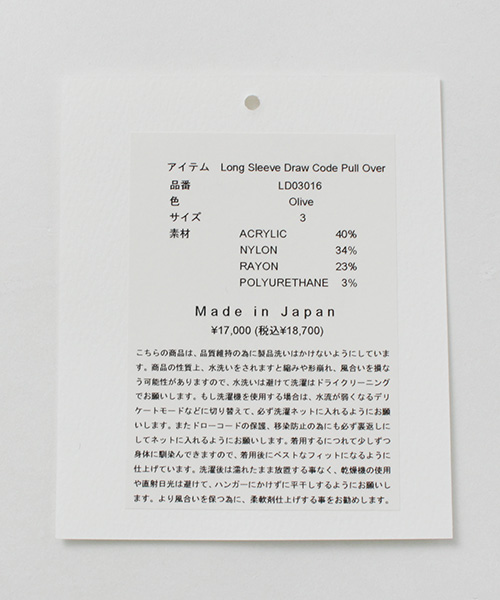 アイテム Long Sleeve Draw Code Pull Over
品番 LD03016
色 Olive
サイズ 3
素材 ACRYLIC 40%
NYLON 34%
RAYON 23%
POLYURETHANE 3%
Made in Japan
¥17,000 (税込¥18,700)
こちらの商品は、品質維持の為に製品洗いはかけないようにしていま
す。商品の性質上、水洗いをされますと縮みや形崩れ、風合いを損な
う可能性がありますので、水洗いは避けて洗濯はドライクリーニング
でお願いします。もし洗濯機を使用する場合は、水流が弱くなるデリ
ケートモードなどに切り替えて、必ず洗濯ネットに入れるようにお願
いします。またドローコードの保護、移染防止の為にも必ず裏返しに
してネットに入れるようにお願いします。着用するにつれて少しずつ
身体に馴染んできますので、着用後にベストなフィットになるように
仕上げています。洗濯後は濡れたまま放置する事なく、乾燥機の使用
や直射日光は避けて、ハンガーにかけずに平干しするようにお願いし
ます。より風合いを保つ為に、柔軟剤仕上げする事をお勧めします。